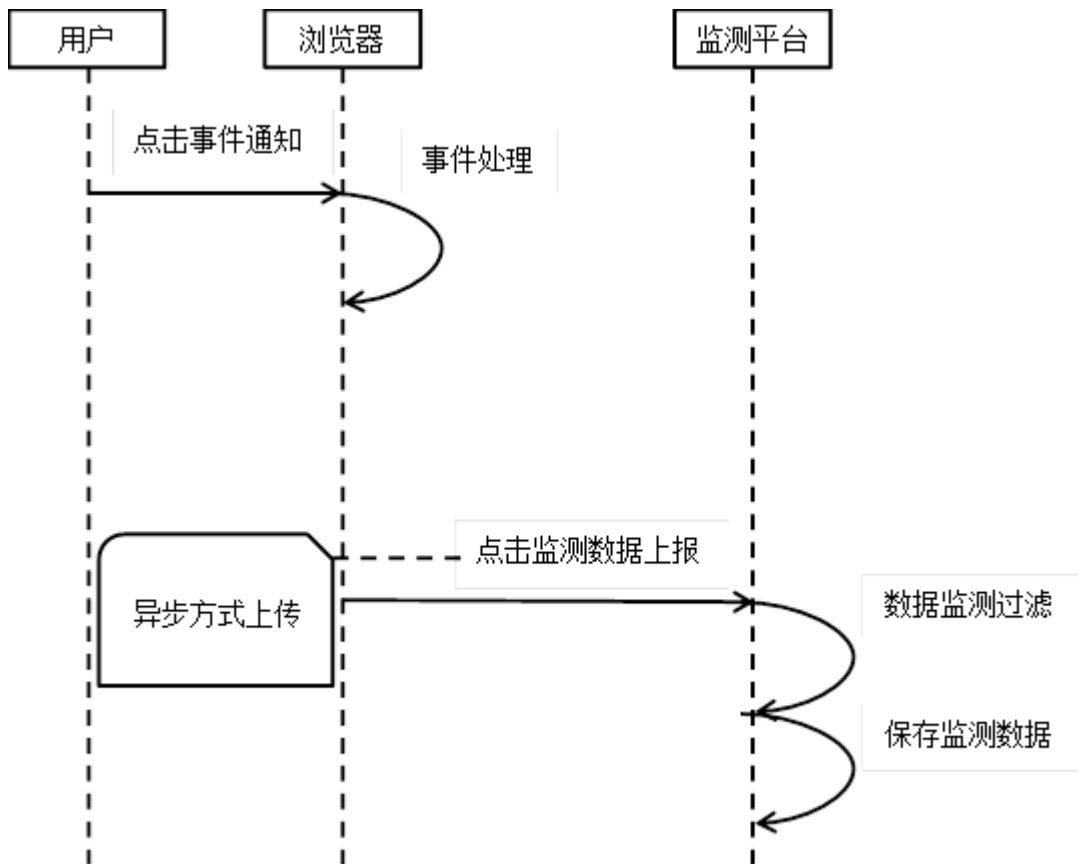 用户
浏览器
监测平台
点击事件通知
事件处理
点击监测数据上报
异步方式上传
数据监测过滤
保存监测数据